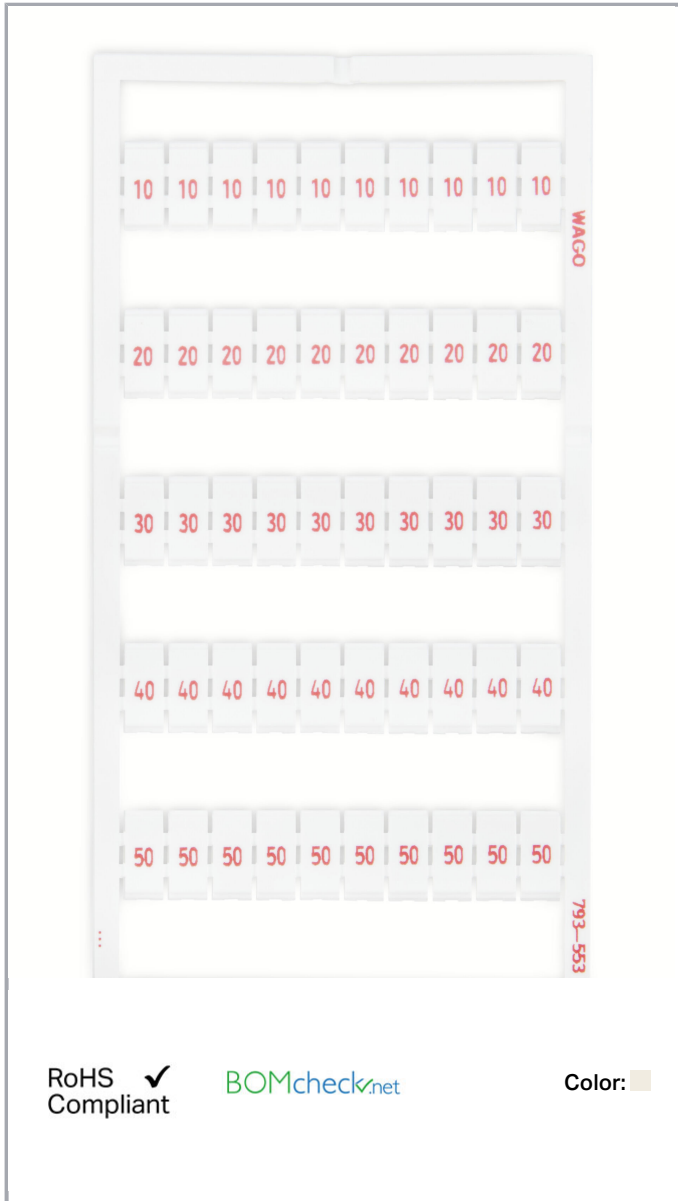 10 10 10 10 10 10 10 10 10 10
WAGO
20 20 20 20 20 20 20 20 20 20
30 30 30 30 30 30 30 30 30 30
40 40 40 40 40 40 40 40 40 40
50 50 50 50 50 50 50 50 50 50
793–553
...
RoHS ✓
Compliant
BOMcheck.net
Color: